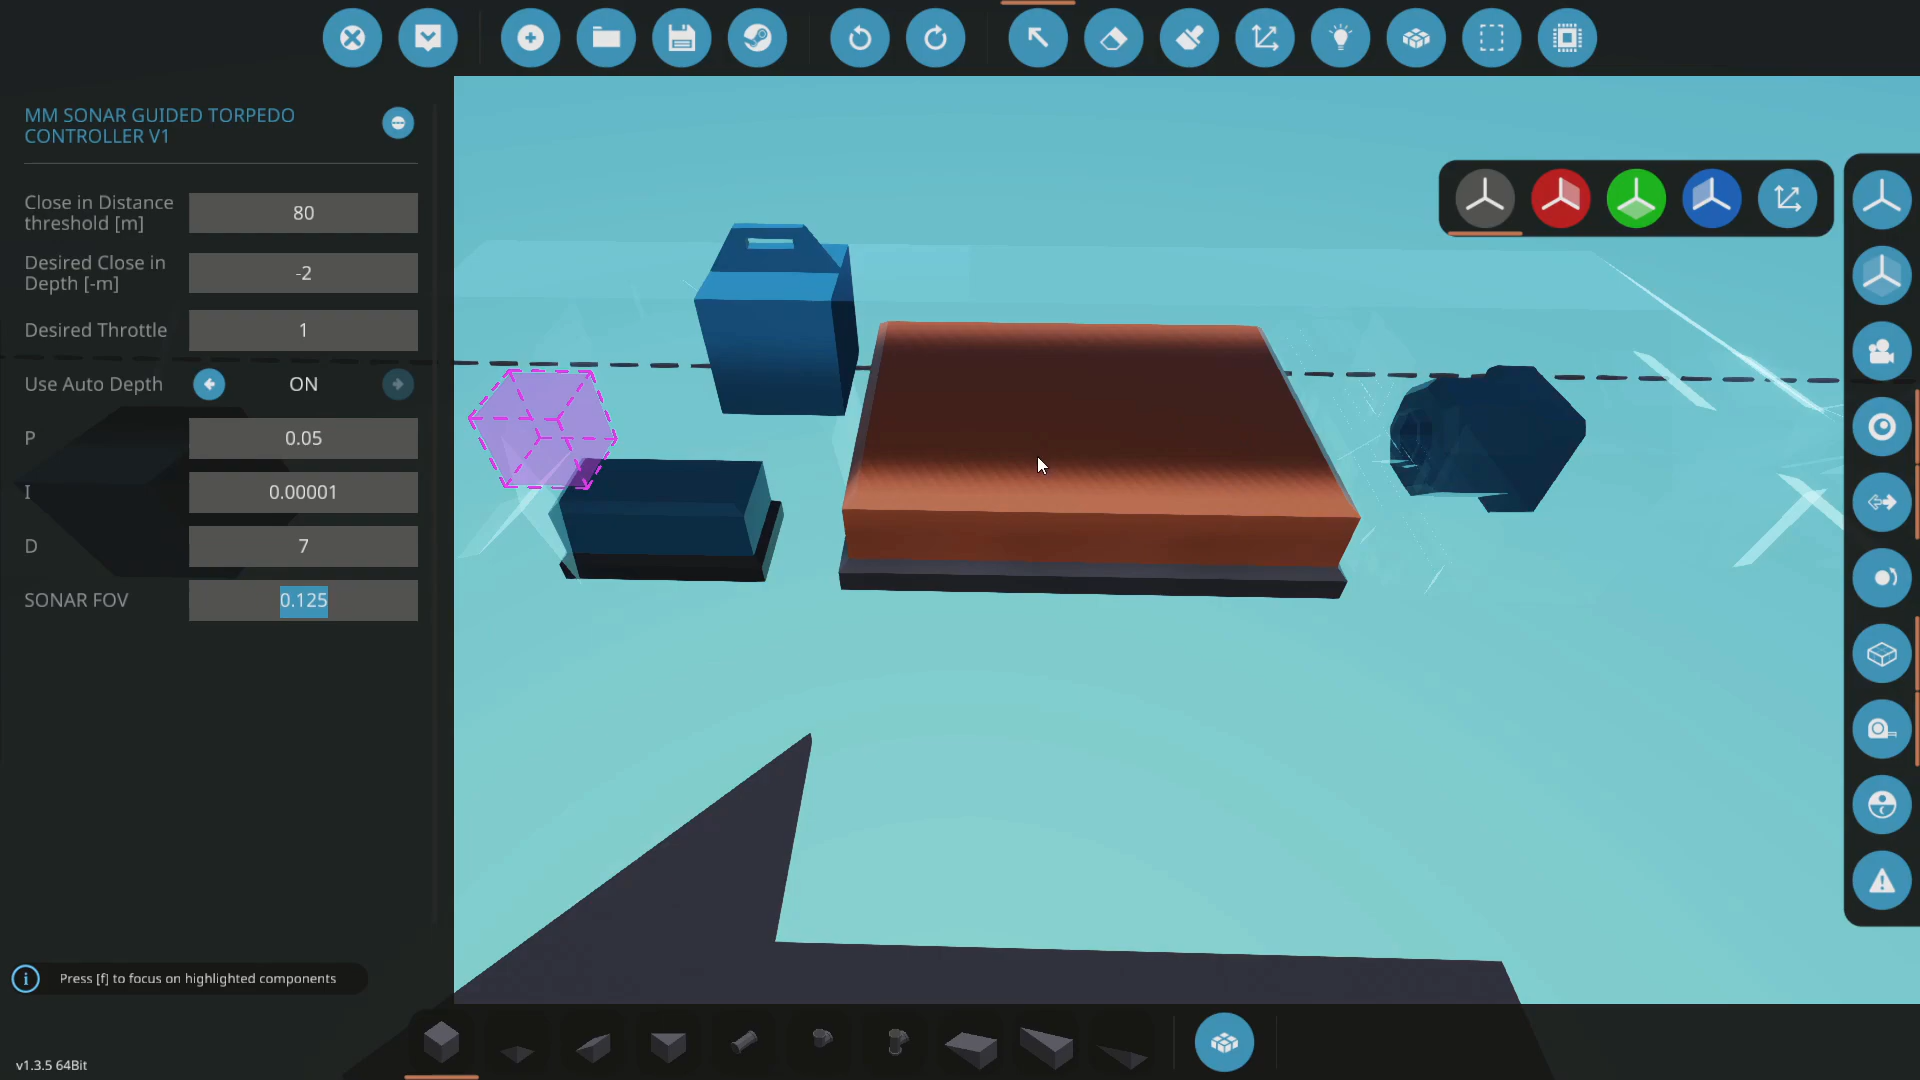 MM SONAR GUIDED TORPEDO
CONTROLLER V1
Close in Distance
threshold [m]
80
Desired Close in
Depth [-m]
-2
Desired Throttle
1
Use Auto Depth
ON
P
0.05
I
0.00001
D
7
SONAR FOV
0.125
Press [f] to focus on highlighted components
v1.3.5 64Bit